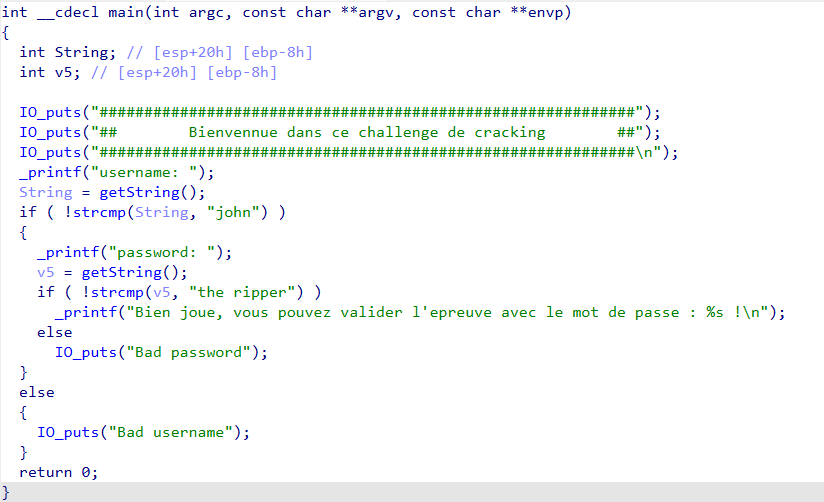 int __cdecl main(int argc, const char **argv, const char **envp)
{
  int String; // [esp+20h] [ebp-8h]
  int v5; // [esp+20h] [ebp-8h]

  IO_puts("############################################################");
  IO_puts("##        Bienvennue dans ce challenge de cracking        ##");
  IO_puts("############################################################\n");
  _printf("username: ");
  String = getString();
  if ( !strcmp(String, "john") )
  {
    _printf("password: ");
    v5 = getString();
    if ( !strcmp(v5, "the ripper") )
      _printf("Bien joue, vous pouvez valider l'epreuve avec le mot de passe : %s !\n");
    else
      IO_puts("Bad password");
  }
  else
  {
    IO_puts("Bad username");
  }
  return 0;
}